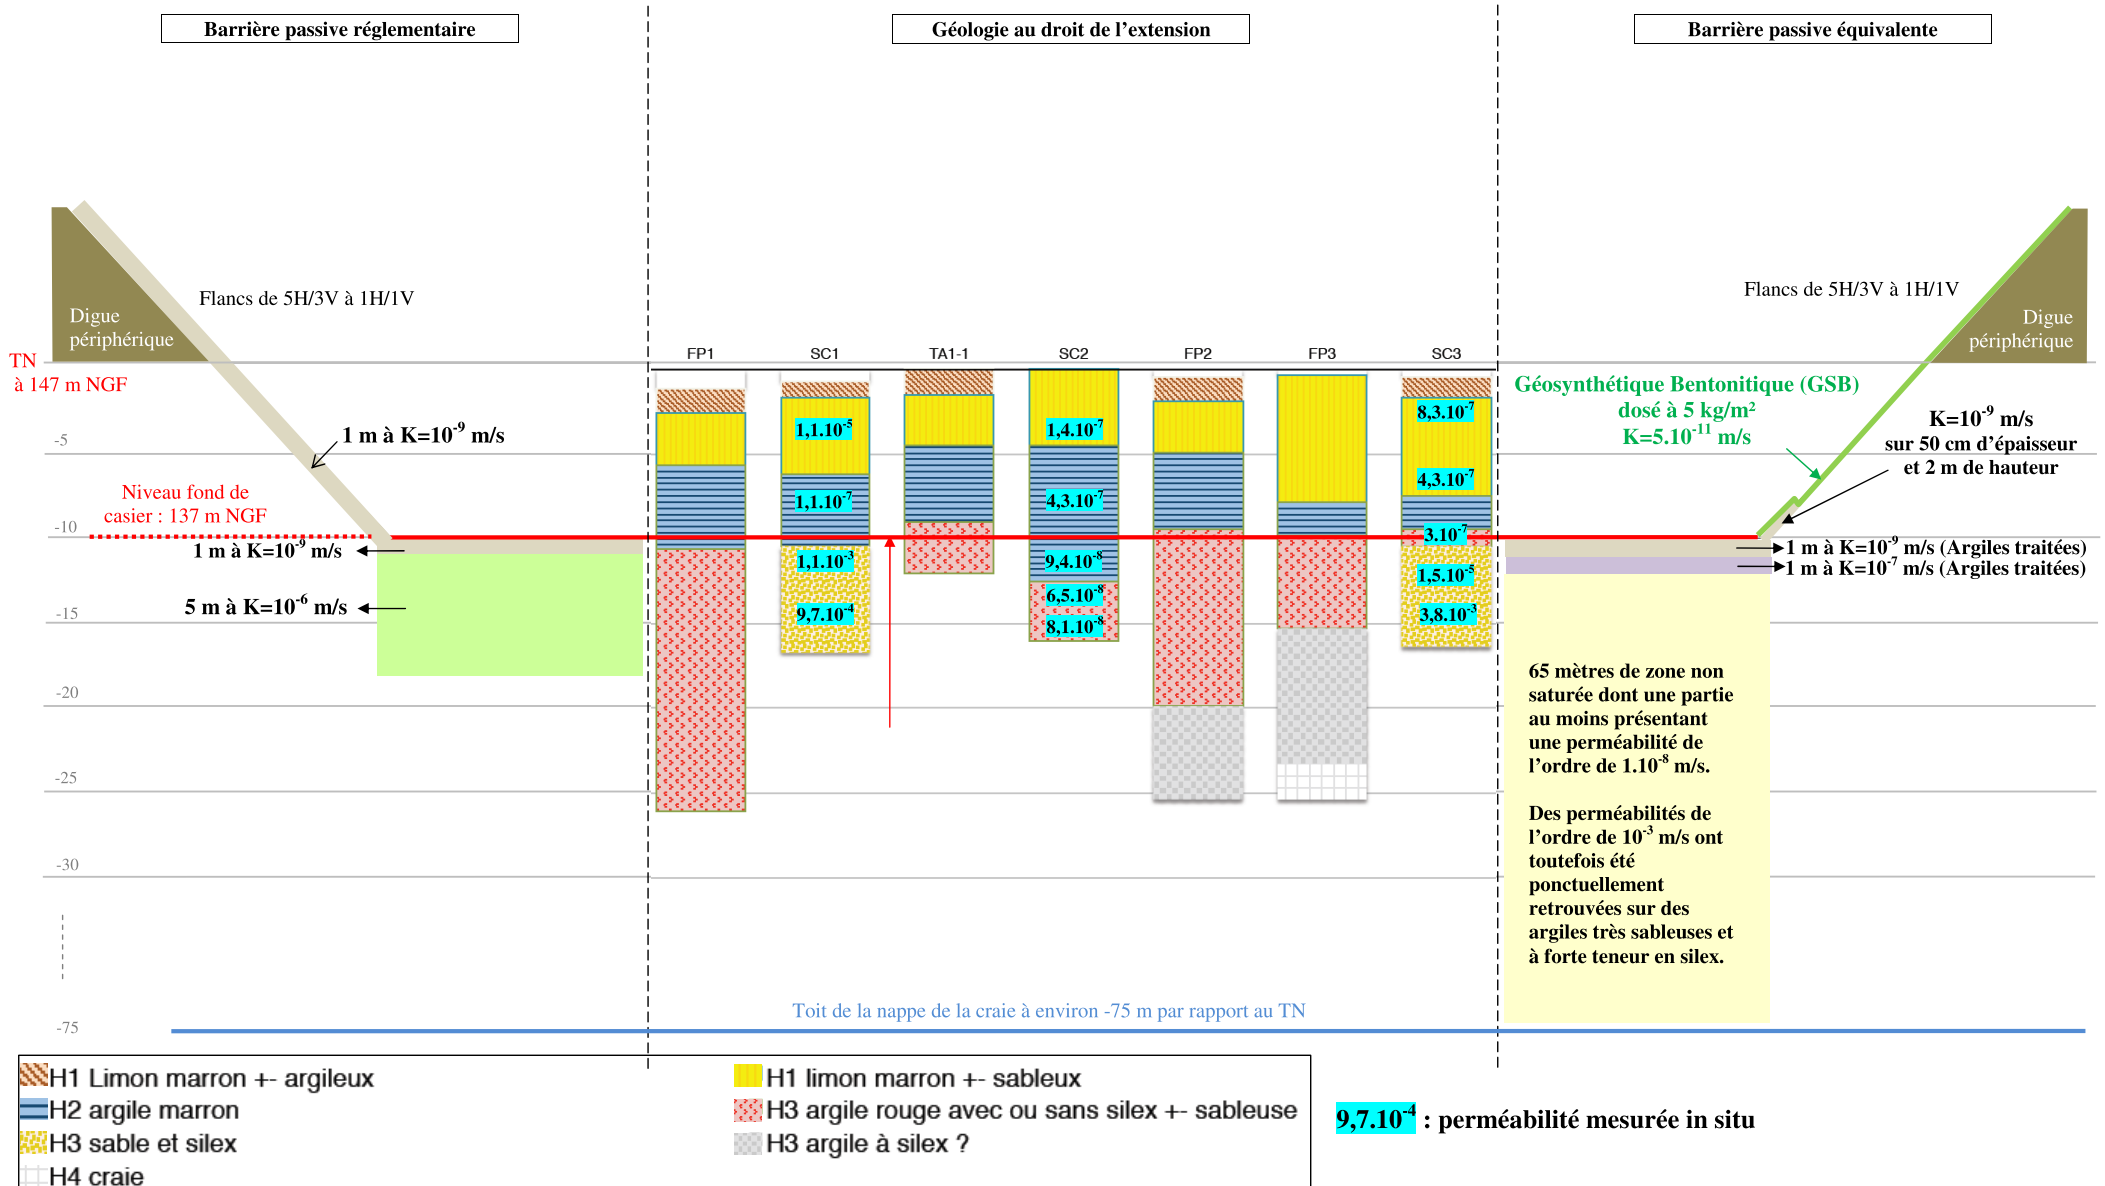 Barrière passive réglementaire
Géologie au droit de l’extension
Barrière passive équivalente
Digue
périphérique
Flancs de 5H/3V à 1H/1V
TN
à 147 m NGF
1 m à K=10⁻⁹ m/s
Niveau fond de
casier : 137 m NGF
1 m à K=10⁻⁹ m/s
5 m à K=10⁻⁶ m/s
-5
-10
-15
-20
-25
-30
-75
FP1
SC1
TA1-1
SC2
FP2
FP3
SC3
1,1.10⁻⁵
1,1.10⁻⁷
1,1.10⁻³
9,7.10⁻⁴
1,4.10⁻⁷
4,3.10⁻⁷
9,4.10⁻⁸
6,5.10⁻⁸
8,1.10⁻⁸
8,3.10⁻⁷
4,3.10⁻⁷
3.10⁻⁷
1,5.10⁻⁵
3,8.10⁻³
Flancs de 5H/3V à 1H/1V
Digue
périphérique
Géosynthétique Bentonitique (GSB)
dosé à 5 kg/m²
K=5.10⁻¹¹ m/s
K=10⁻⁹ m/s
sur 50 cm d’épaisseur
et 2 m de hauteur
1 m à K=10⁻⁹ m/s (Argiles traitées)
1 m à K=10⁻⁷ m/s (Argiles traitées)
65 mètres de zone non
saturée dont une partie
au moins présentant
une perméabilité de
l’ordre de 1.10⁻⁸ m/s.
Des perméabilités de
l’ordre de 10⁻³ m/s ont
toutefois été
ponctuellement
retrouvées sur des
argiles très sableuses et
à forte teneur en silex.
Toit de la nappe de la craie à environ -75 m par rapport au TN
H1 Limon marron +- argileux
H2 argile marron
H3 sable et silex
H4 craie
H1 limon marron +- sableux
H3 argile rouge avec ou sans silex +- sableuse
H3 argile à silex ?
9,7.10⁻⁴ : perméabilité mesurée in situ